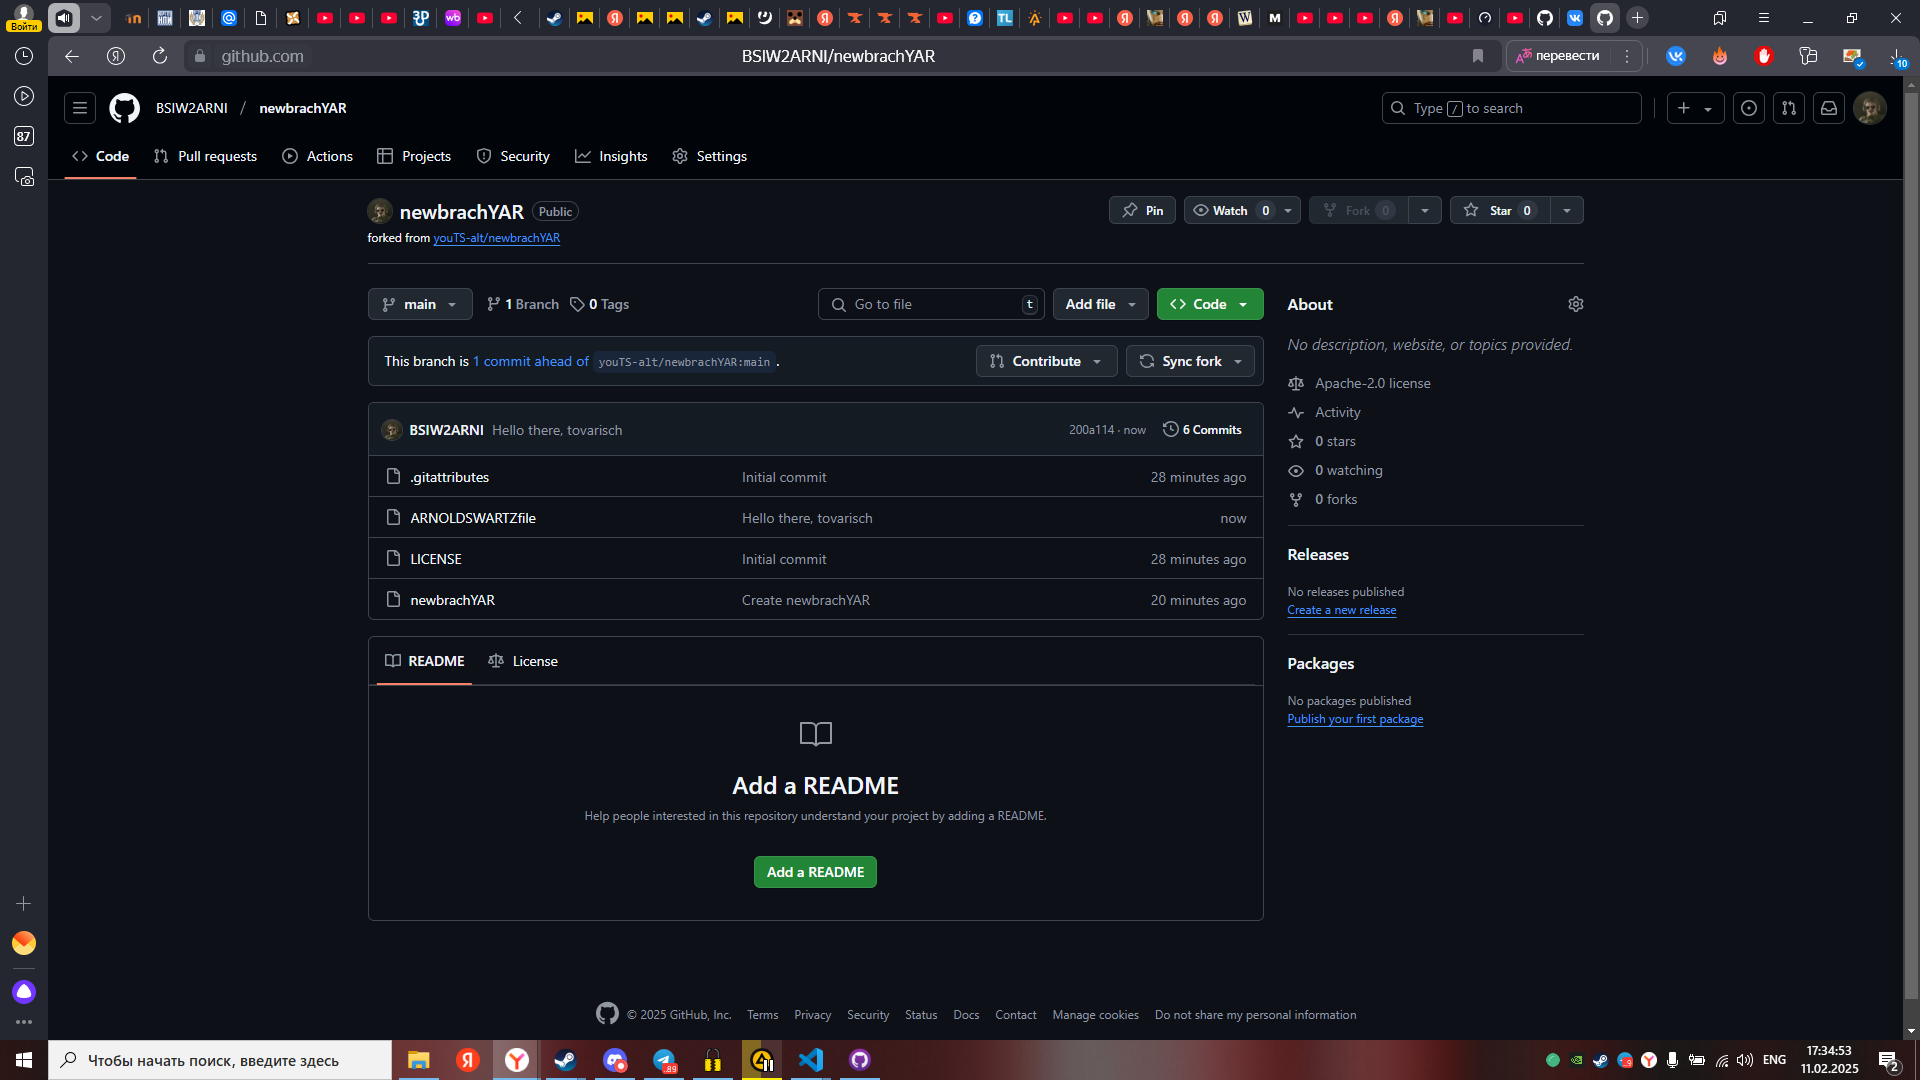 Войти
github.com
BSIW2ARNI/newbrachYAR
перевести
10
87
BSIW2ARNI / newbrachYAR
Type / to search
Code
Pull requests
Actions
Projects
Security
Insights
Settings
newbrachYAR Public
forked from youTS-alt/newbrachYAR
Pin
Watch 0
Fork 0
Star 0
main
1 Branch
0 Tags
Go to file t
Add file
Code
This branch is 1 commit ahead of youTS-alt/newbrachYAR:main .
Contribute
Sync fork
BSIW2ARNI Hello there, tovarisch 200a114 · now 6 Commits
.gitattributes Initial commit 28 minutes ago
ARNOLDSWARTZfile Hello there, tovarisch now
LICENSE Initial commit 28 minutes ago
newbrachYAR Create newbrachYAR 20 minutes ago
README
License
Add a README
Help people interested in this repository understand your project by adding a README.
Add a README
About
No description, website, or topics provided.
Apache-2.0 license
Activity
0 stars
0 watching
0 forks
Releases
No releases published
Create a new release
Packages
No packages published
Publish your first package
© 2025 GitHub, Inc. Terms Privacy Security Status Docs Contact Manage cookies Do not share my personal information
Чтобы начать поиск, введите здесь
ENG
17:34:53
11.02.2025
2